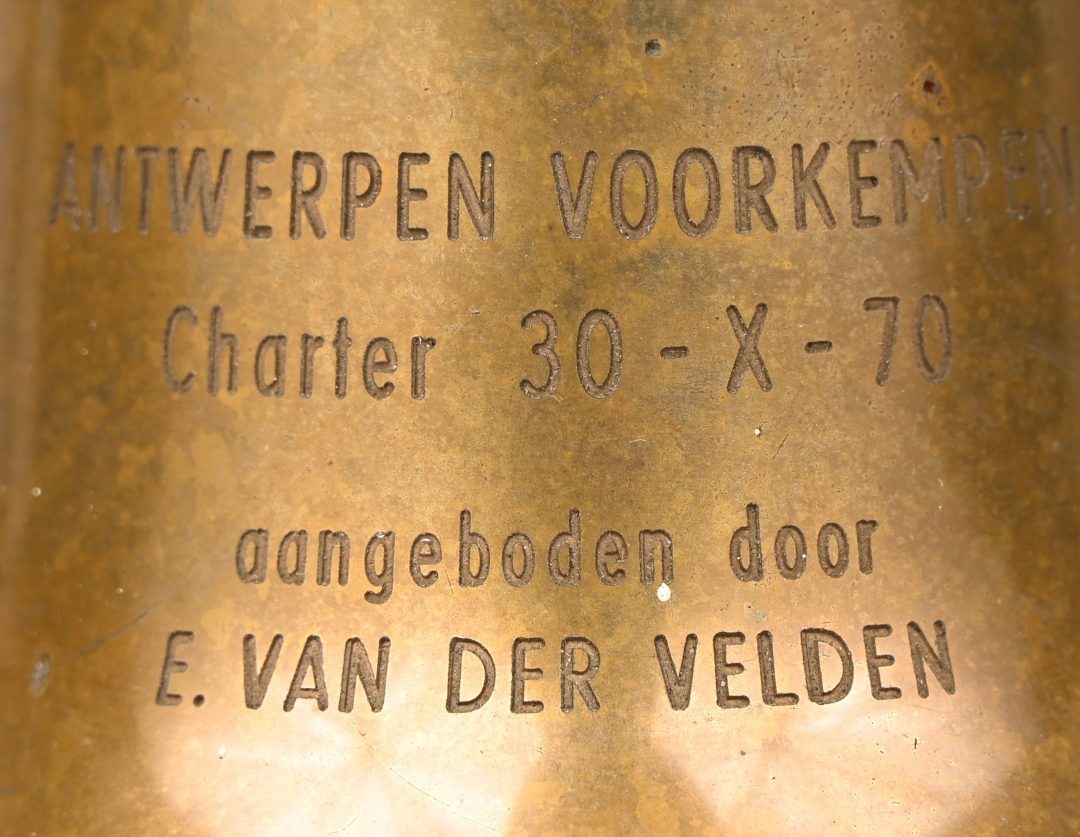 ANTWERPEN VOORKEMPEN
Charter 30 - X - 70
aangeboden door
E. VAN DER VELDEN